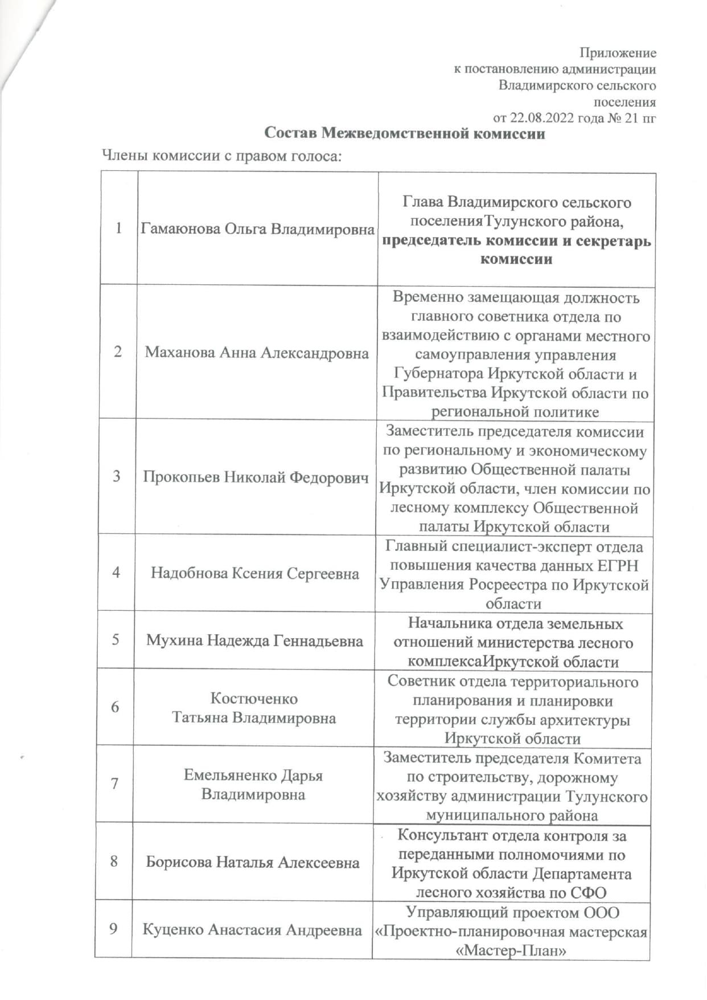 Приложение
к постановлению администрации
Владимирского сельского
поселения
от 22.08.2022 года № 21 пг
Состав Межведомственной комиссии
Члены комиссии с правом голоса:
1
Гамаюнова Ольга Владимировна
Глава Владимирского сельского
поселенияТулунского района,
председатель комиссии и секретарь
комиссии
2
Маханова Анна Александровна
Временно замещающая должность
главного советника отдела по
взаимодействию с органами местного
самоуправления управления
Губернатора Иркутской области и
Правительства Иркутской области по
региональной политике
3
Прокопьев Николай Федорович
Заместитель председателя комиссии
по региональному и экономическому
развитию Общественной палаты
Иркутской области, член комиссии по
лесному комплексу Общественной
палаты Иркутской области
4
Надобнова Ксения Сергеевна
Главный специалист-эксперт отдела
повышения качества данных ЕГРН
Управления Росреестра по Иркутской
области
5
Мухина Надежда Геннадьевна
Начальника отдела земельных
отношений министерства лесного
комплексаИркутской области
6
Костюченко
Татьяна Владимировна
Советник отдела территориального
планирования и планировки
территории службы архитектуры
Иркутской области
7
Емельяненко Дарья
Владимировна
Заместитель председателя Комитета
по строительству, дорожному
хозяйству администрации Тулунского
муниципального района
8
Борисова Наталья Алексеевна
Консультант отдела контроля за
переданными полномочиями по
Иркутской области Департамента
лесного хозяйства по СФО
9
Куценко Анастасия Андреевна
Управляющий проектом ООО
«Проектно-планировочная мастерская
«Мастер-План»